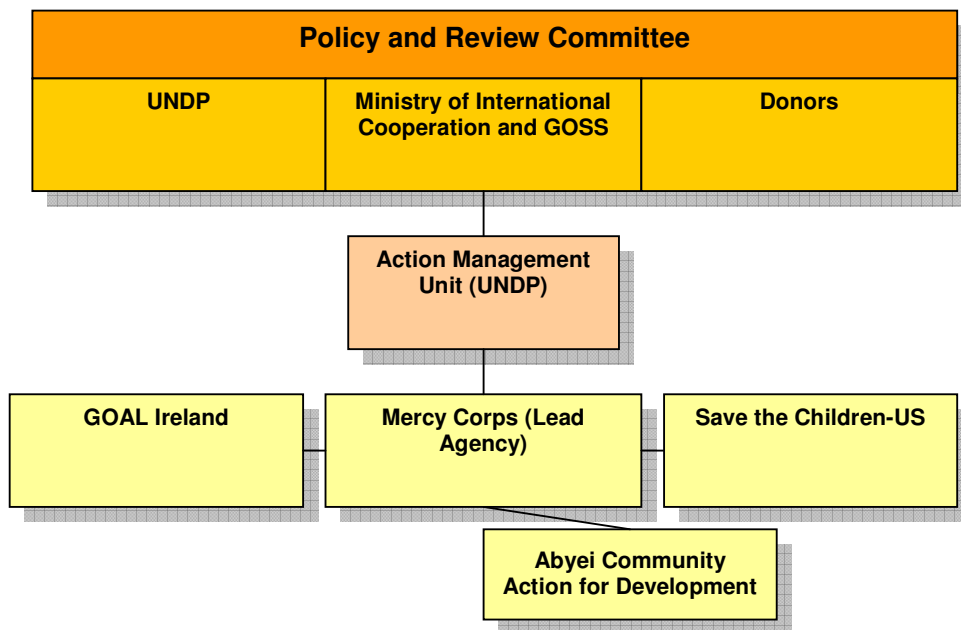 Policy and Review Committee
UNDP
Ministry of International
Cooperation and GOSS
Donors
Action Management
Unit (UNDP)
GOAL Ireland
Mercy Corps (Lead
Agency)
Save the Children-US
Abyei Community
Action for Development